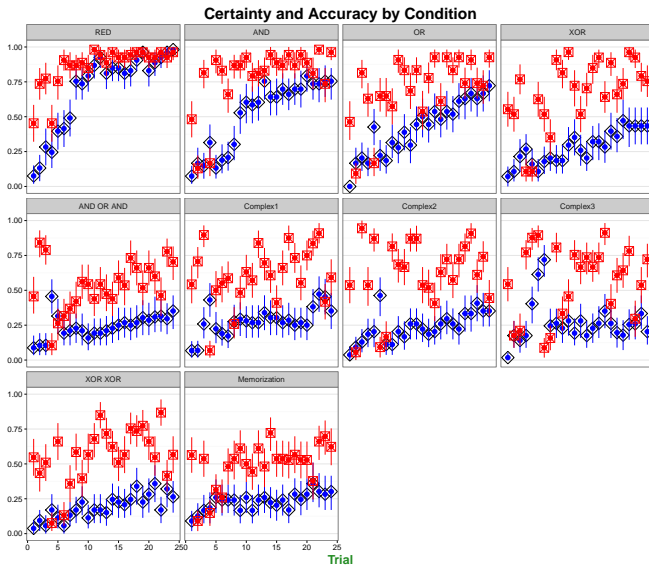 Certainty and Accuracy by Condition
RED AND OR XOR
1.00
0.75
0.50
0.25
0.00
AND OR AND Complex1 Complex2 Complex3
1.00
0.75
0.50
0.25
0.00
XOR XOR Memorization
1.00
0.75
0.50
0.25
0.00
0 5 10 15 20 25 0 5 10 15 20 25
Trial